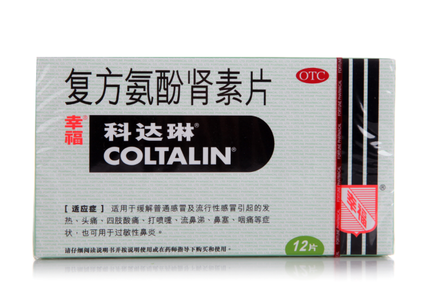 OTC
复方氨酚肾素片
幸福®
科达琳®
COLTALIN®
[适应症] 适用于缓解普通感冒及流行性感冒引起的发
热、头痛、四肢酸痛、打喷嚏、流鼻涕、鼻塞、咽痛等症
状，也可用于过敏性鼻炎。
请仔细阅读说明书并按说明使用或在药师指导下购买和使用。
12片
幸福